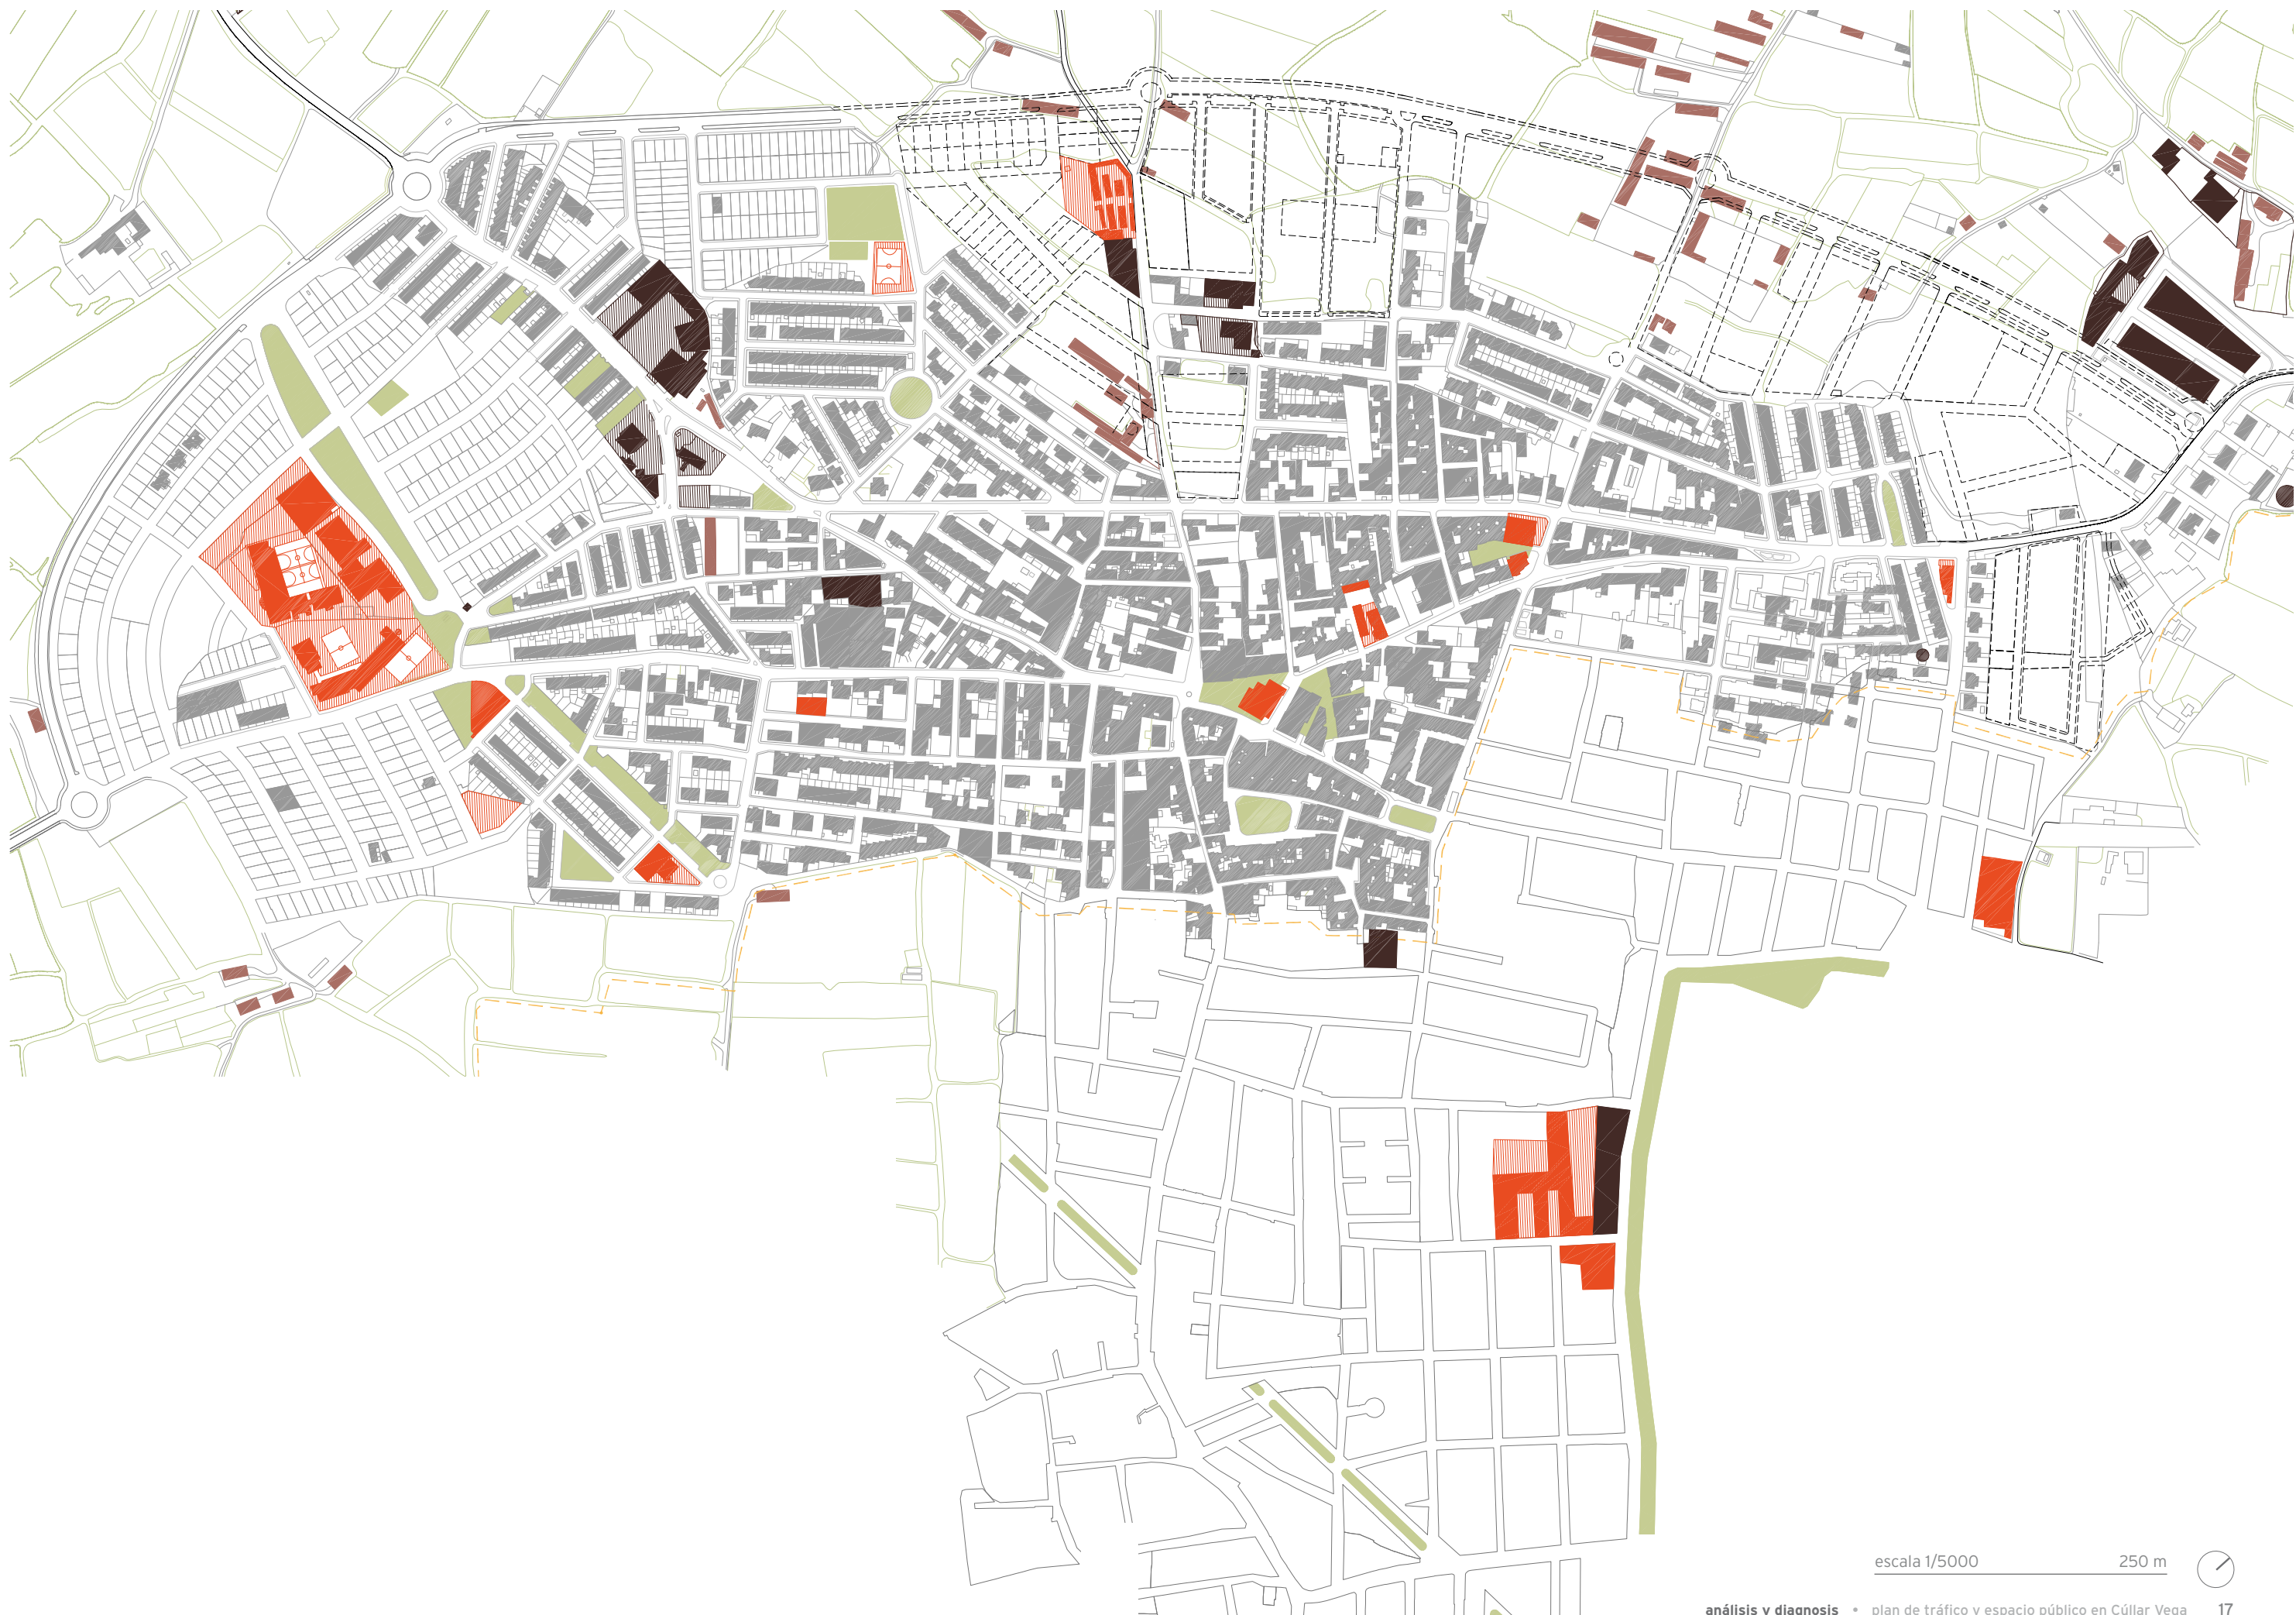 escala 1/5000 250 m
análisis y diagnosis • plan de tráfico y espacio público en Cúllar Vega 17